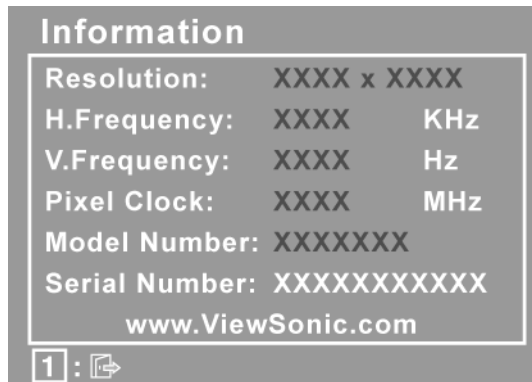 Information
Resolution: XXXX x XXXX
H.Frequency: XXXX KHz
V.Frequency: XXXX Hz
Pixel Clock: XXXX MHz
Model Number: XXXXXXX
Serial Number: XXXXXXXXXXX
www.ViewSonic.com
1 :